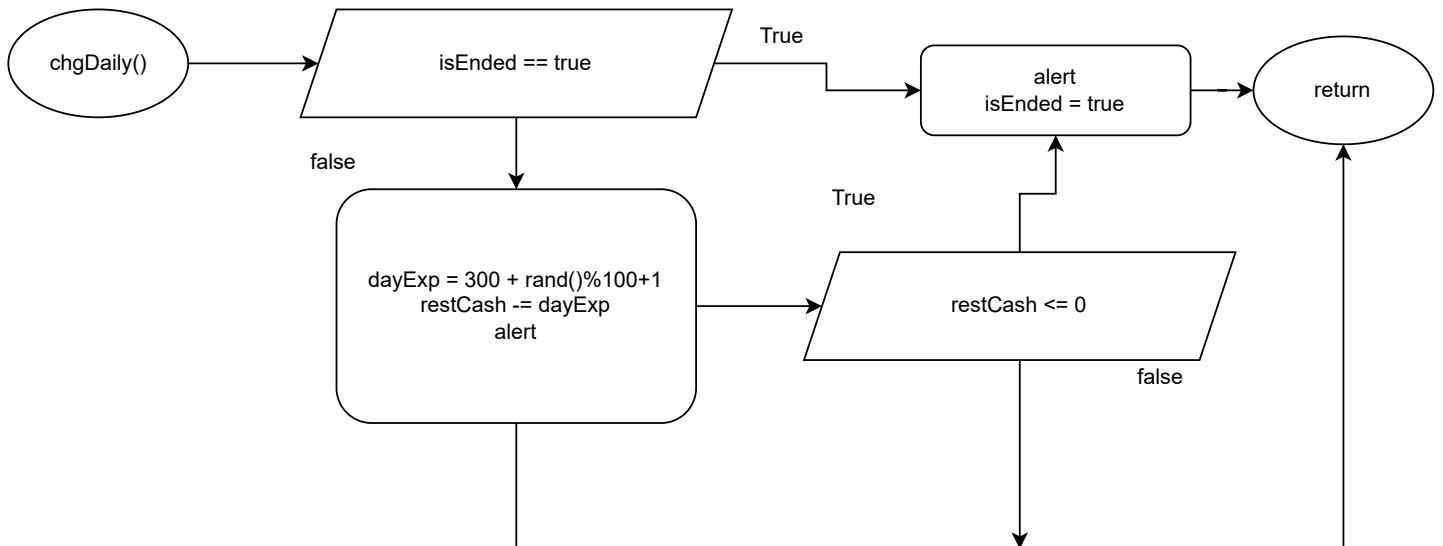 chgDaily()
isEnded == true
True
alert
isEnded = true
return
false
True
dayExp = 300 + rand()%100+1
restCash -= dayExp
alert
restCash <= 0
false